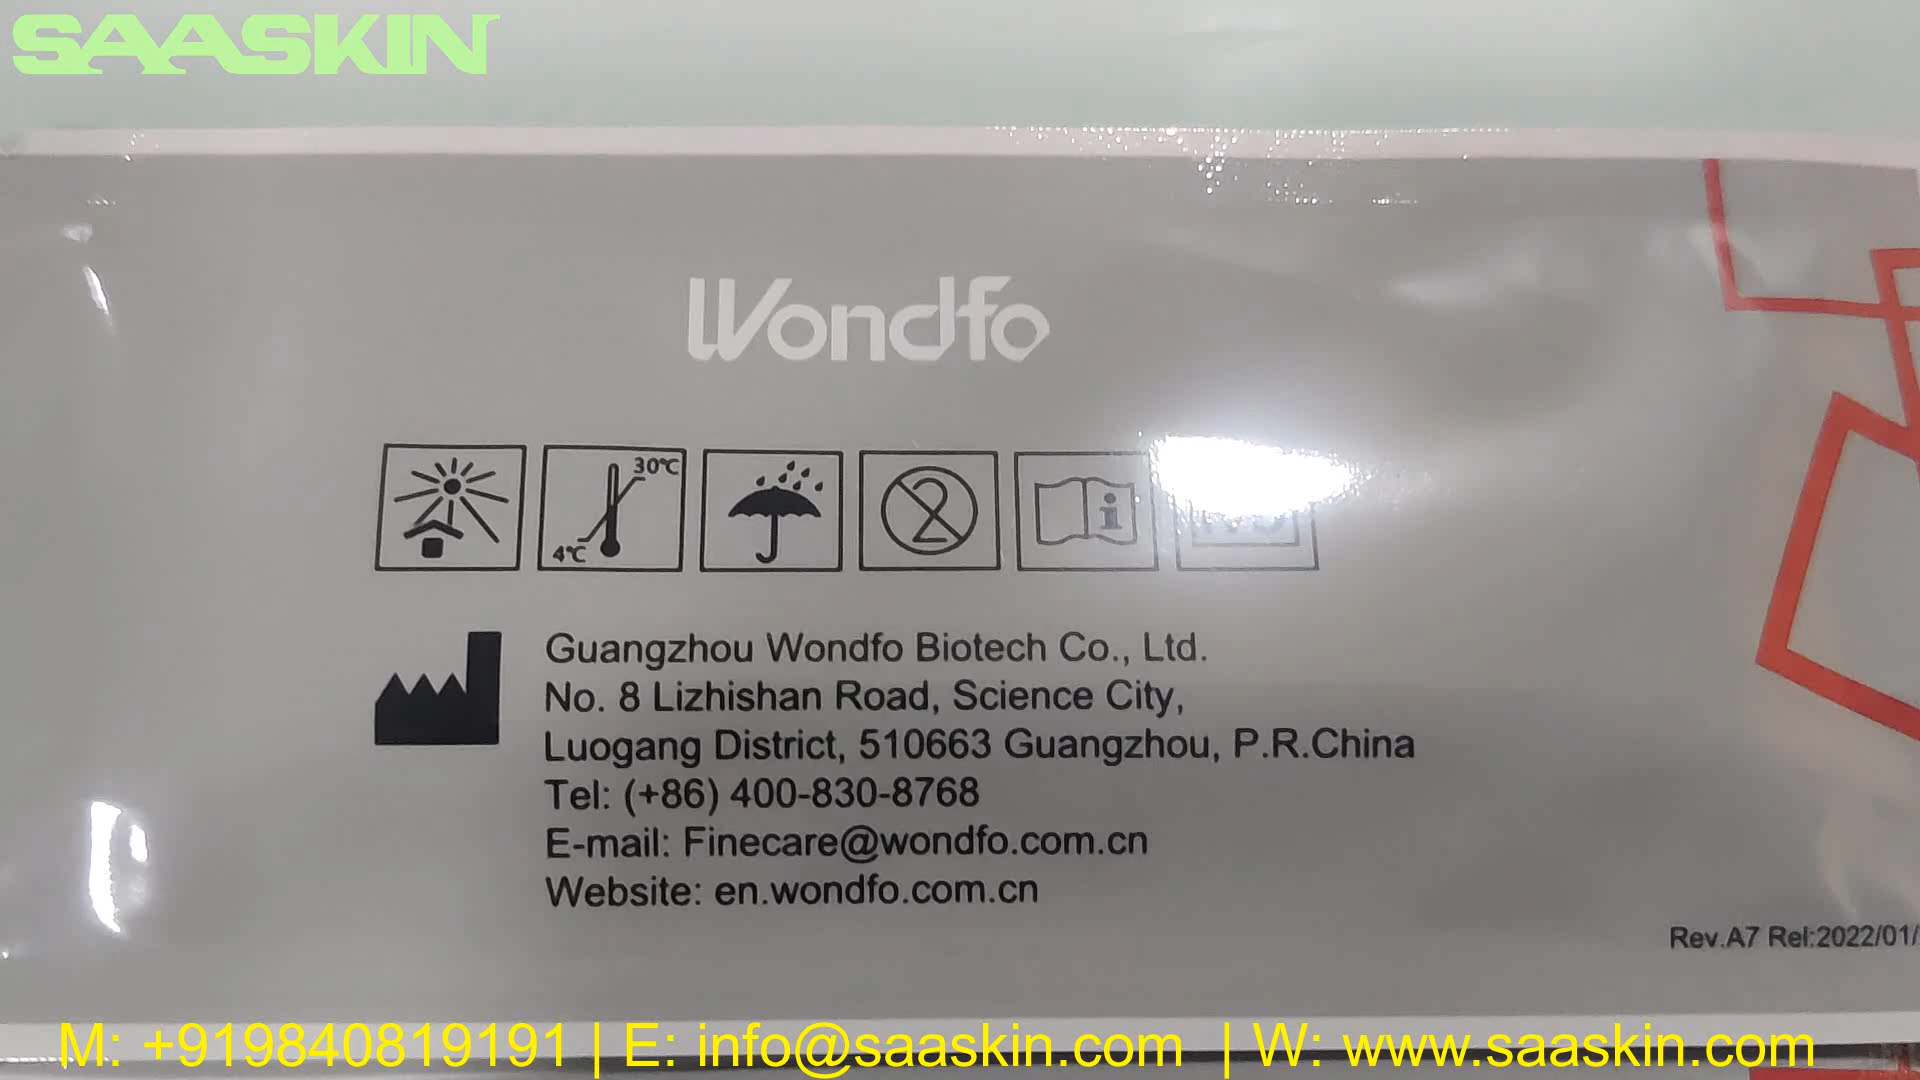 SAASKIN
Wondfo
30℃
4℃
2
i
Guangzhou Wondfo Biotech Co., Ltd.
No. 8 Lizhishan Road, Science City,
Luogang District, 510663 Guangzhou, P.R.China
Tel: (+86) 400-830-8768
E-mail: Finecare@wondfo.com.cn
Website: en.wondfo.com.cn
Rev.A7 Rel:2022/01/
M: +919840819191 | E: info@saaskin.com | W: www.saaskin.com